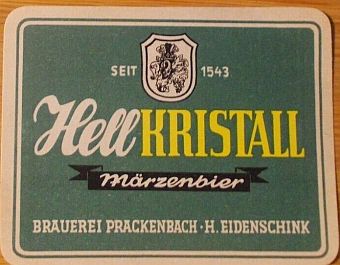 SEIT 1543
Hell KRISTALL
Märzenbier
BRAUEREI PRACKENBACH · H. EIDENSCHINK